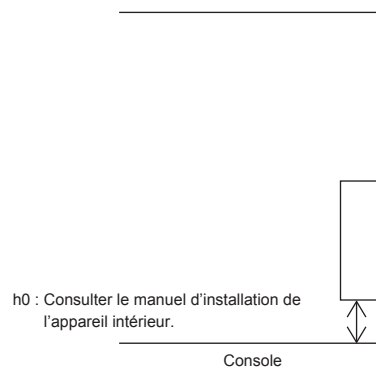 h0 : Consulter le manuel d’installation de
l’appareil intérieur.
Console